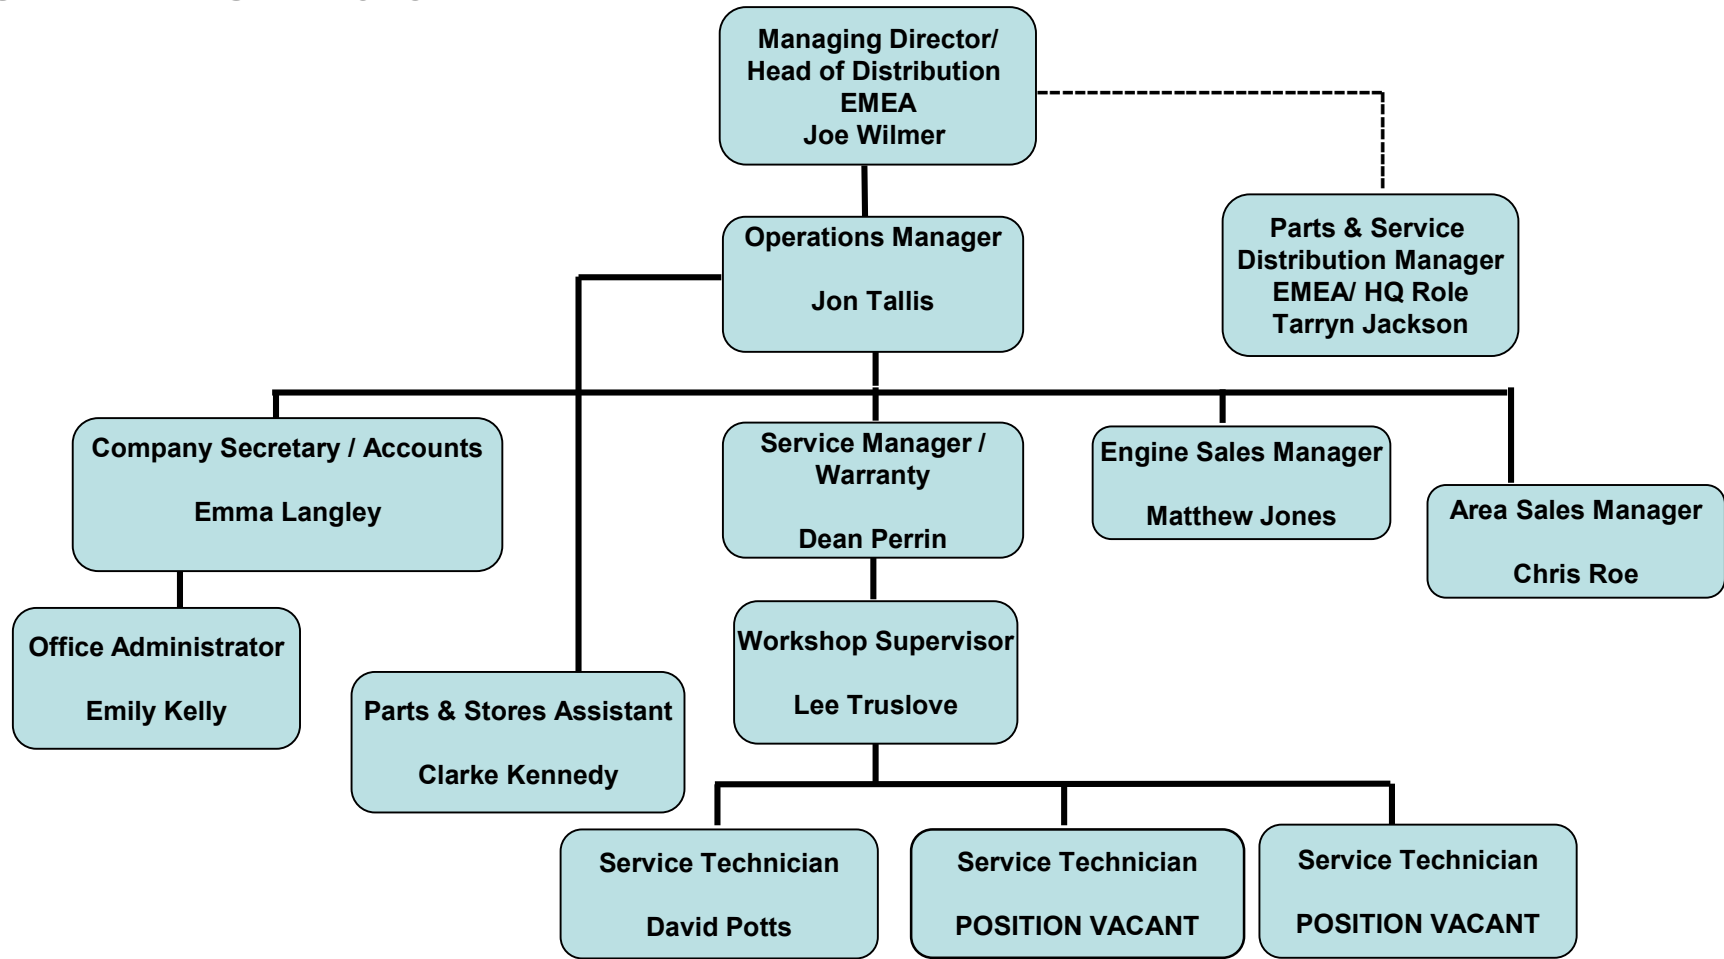 Managing Director/
Head of Distribution
EMEA
Joe Wilmer
Operations Manager
Jon Tallis
Parts & Service
Distribution Manager
EMEA/ HQ Role
Tarryn Jackson
Company Secretary / Accounts
Emma Langley
Service Manager /
Warranty
Dean Perrin
Engine Sales Manager
Matthew Jones
Area Sales Manager
Chris Roe
Office Administrator
Emily Kelly
Parts & Stores Assistant
Clarke Kennedy
Workshop Supervisor
Lee Truslove
Service Technician
David Potts
Service Technician
POSITION VACANT
Service Technician
POSITION VACANT